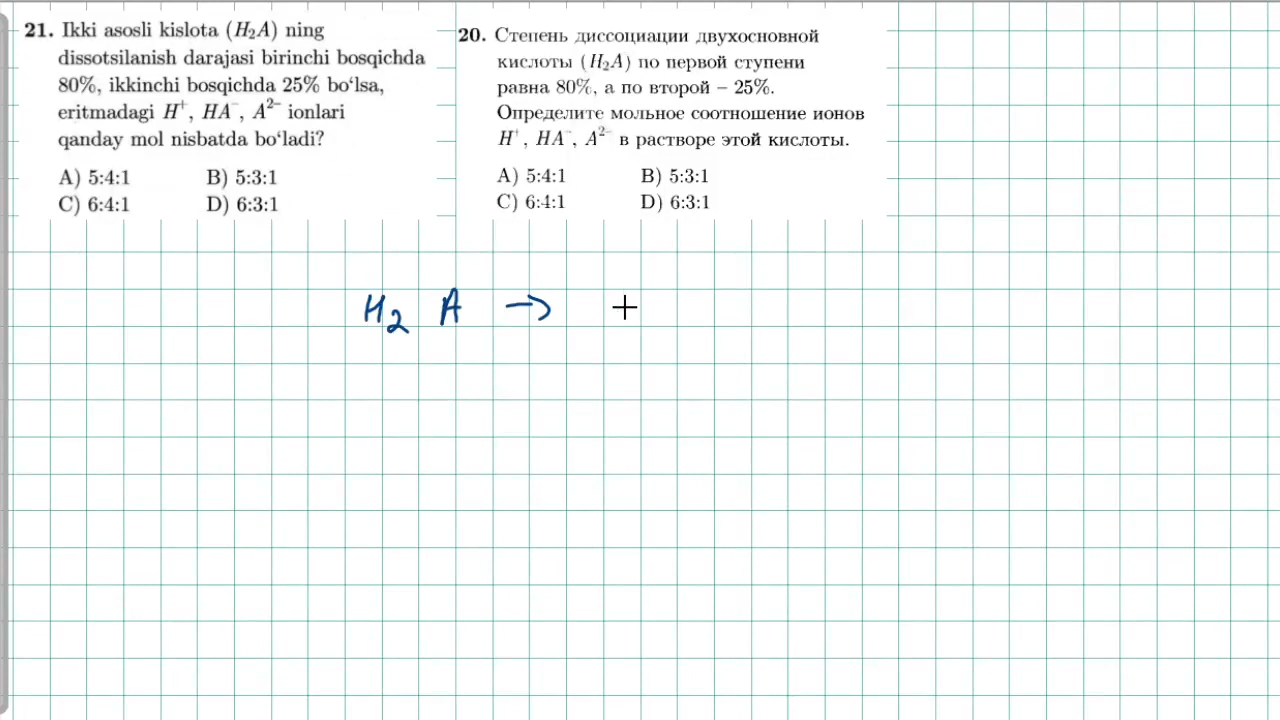 21. Ikki asosli kislota (H₂A) ning
dissotsilanish darajasi birinchi bosqichda
80%, ikkinchi bosqichda 25% bo‘lsa,
eritmadagi H⁺, HA⁻, A²⁻ ionlari
qanday mol nisbatda bo‘ladi?
A) 5:4:1 B) 5:3:1
C) 6:4:1 D) 6:3:1
20. Степень диссоциации двухосновной
кислоты (H₂A) по первой ступени
равна 80%, а по второй – 25%.
Определите мольное соотношение ионов
H⁺, HA⁻, A²⁻ в растворе этой кислоты.
A) 5:4:1 B) 5:3:1
C) 6:4:1 D) 6:3:1
H₂ A →